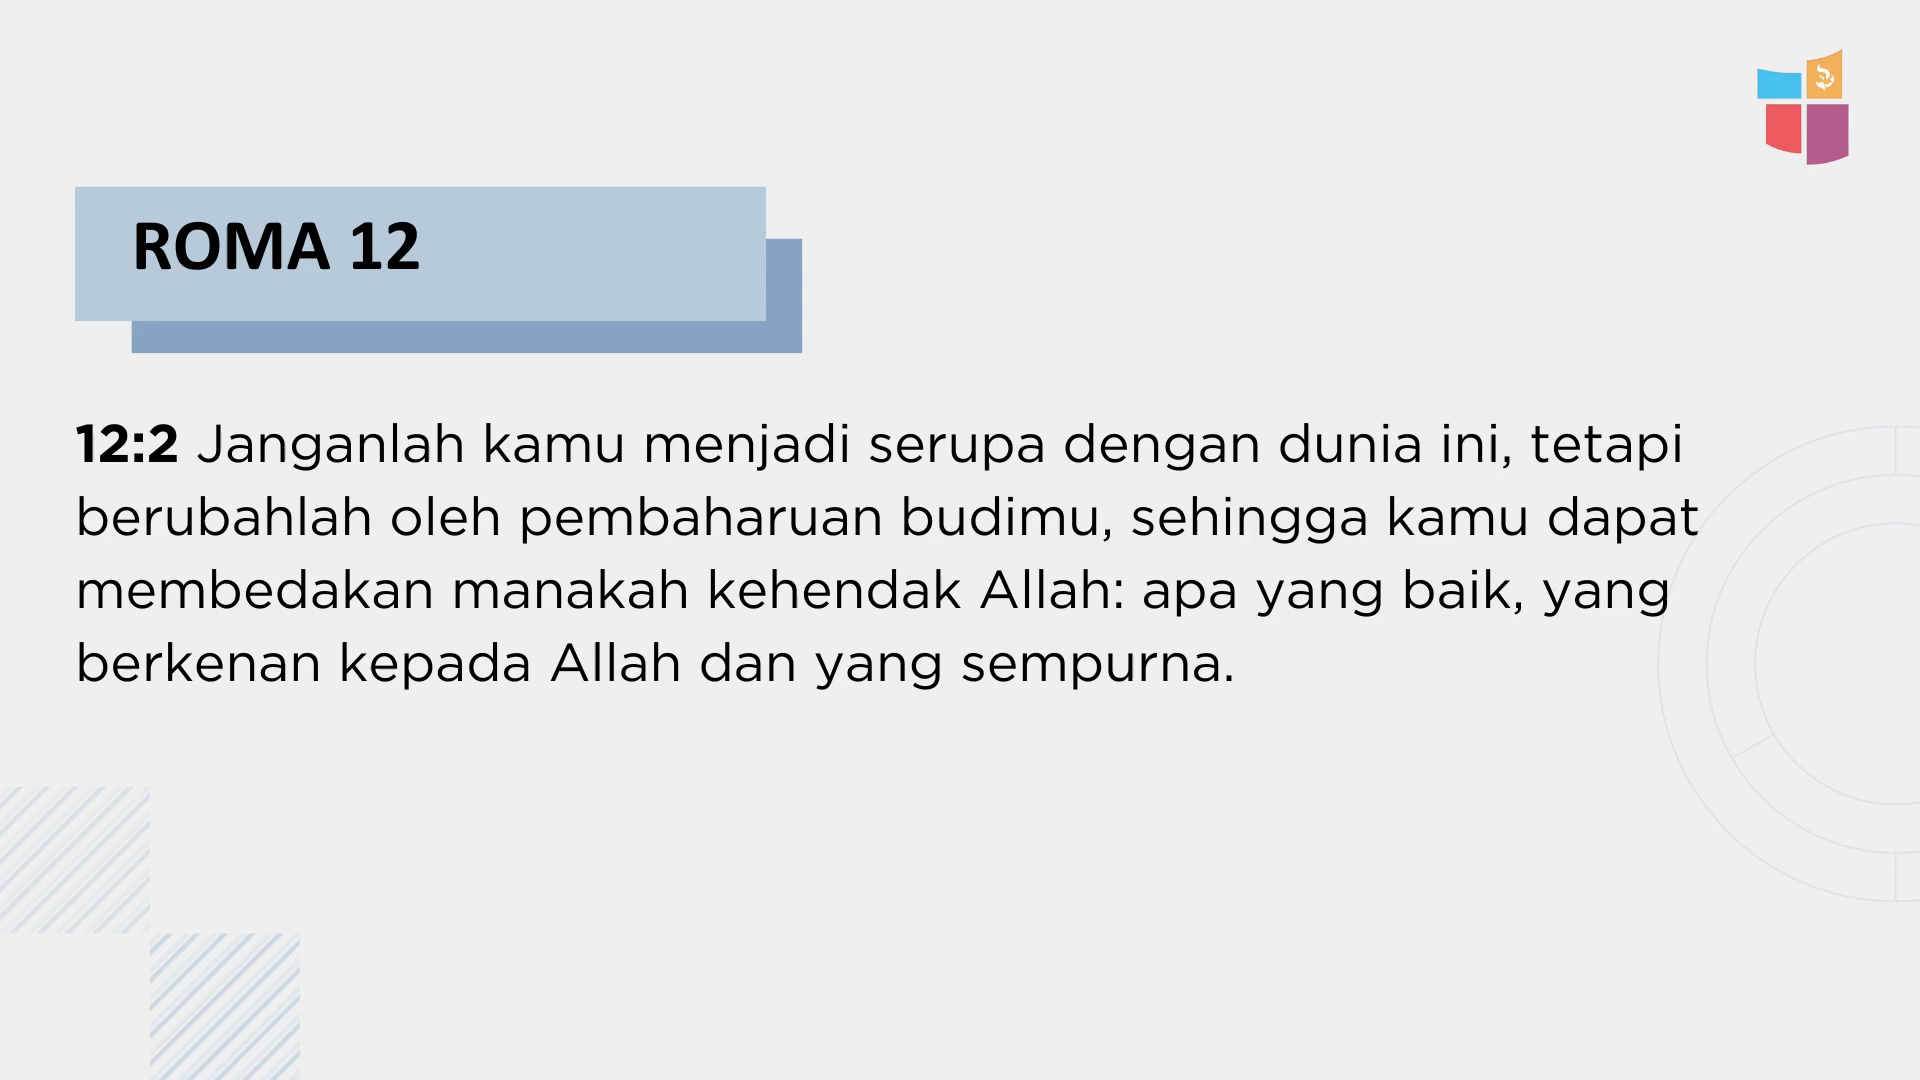 ROMA 12
12:2 Janganlah kamu menjadi serupa dengan dunia ini, tetapi
berubahlah oleh pembaharuan budimu, sehingga kamu dapat
membedakan manakah kehendak Allah: apa yang baik, yang
berkenan kepada Allah dan yang sempurna.